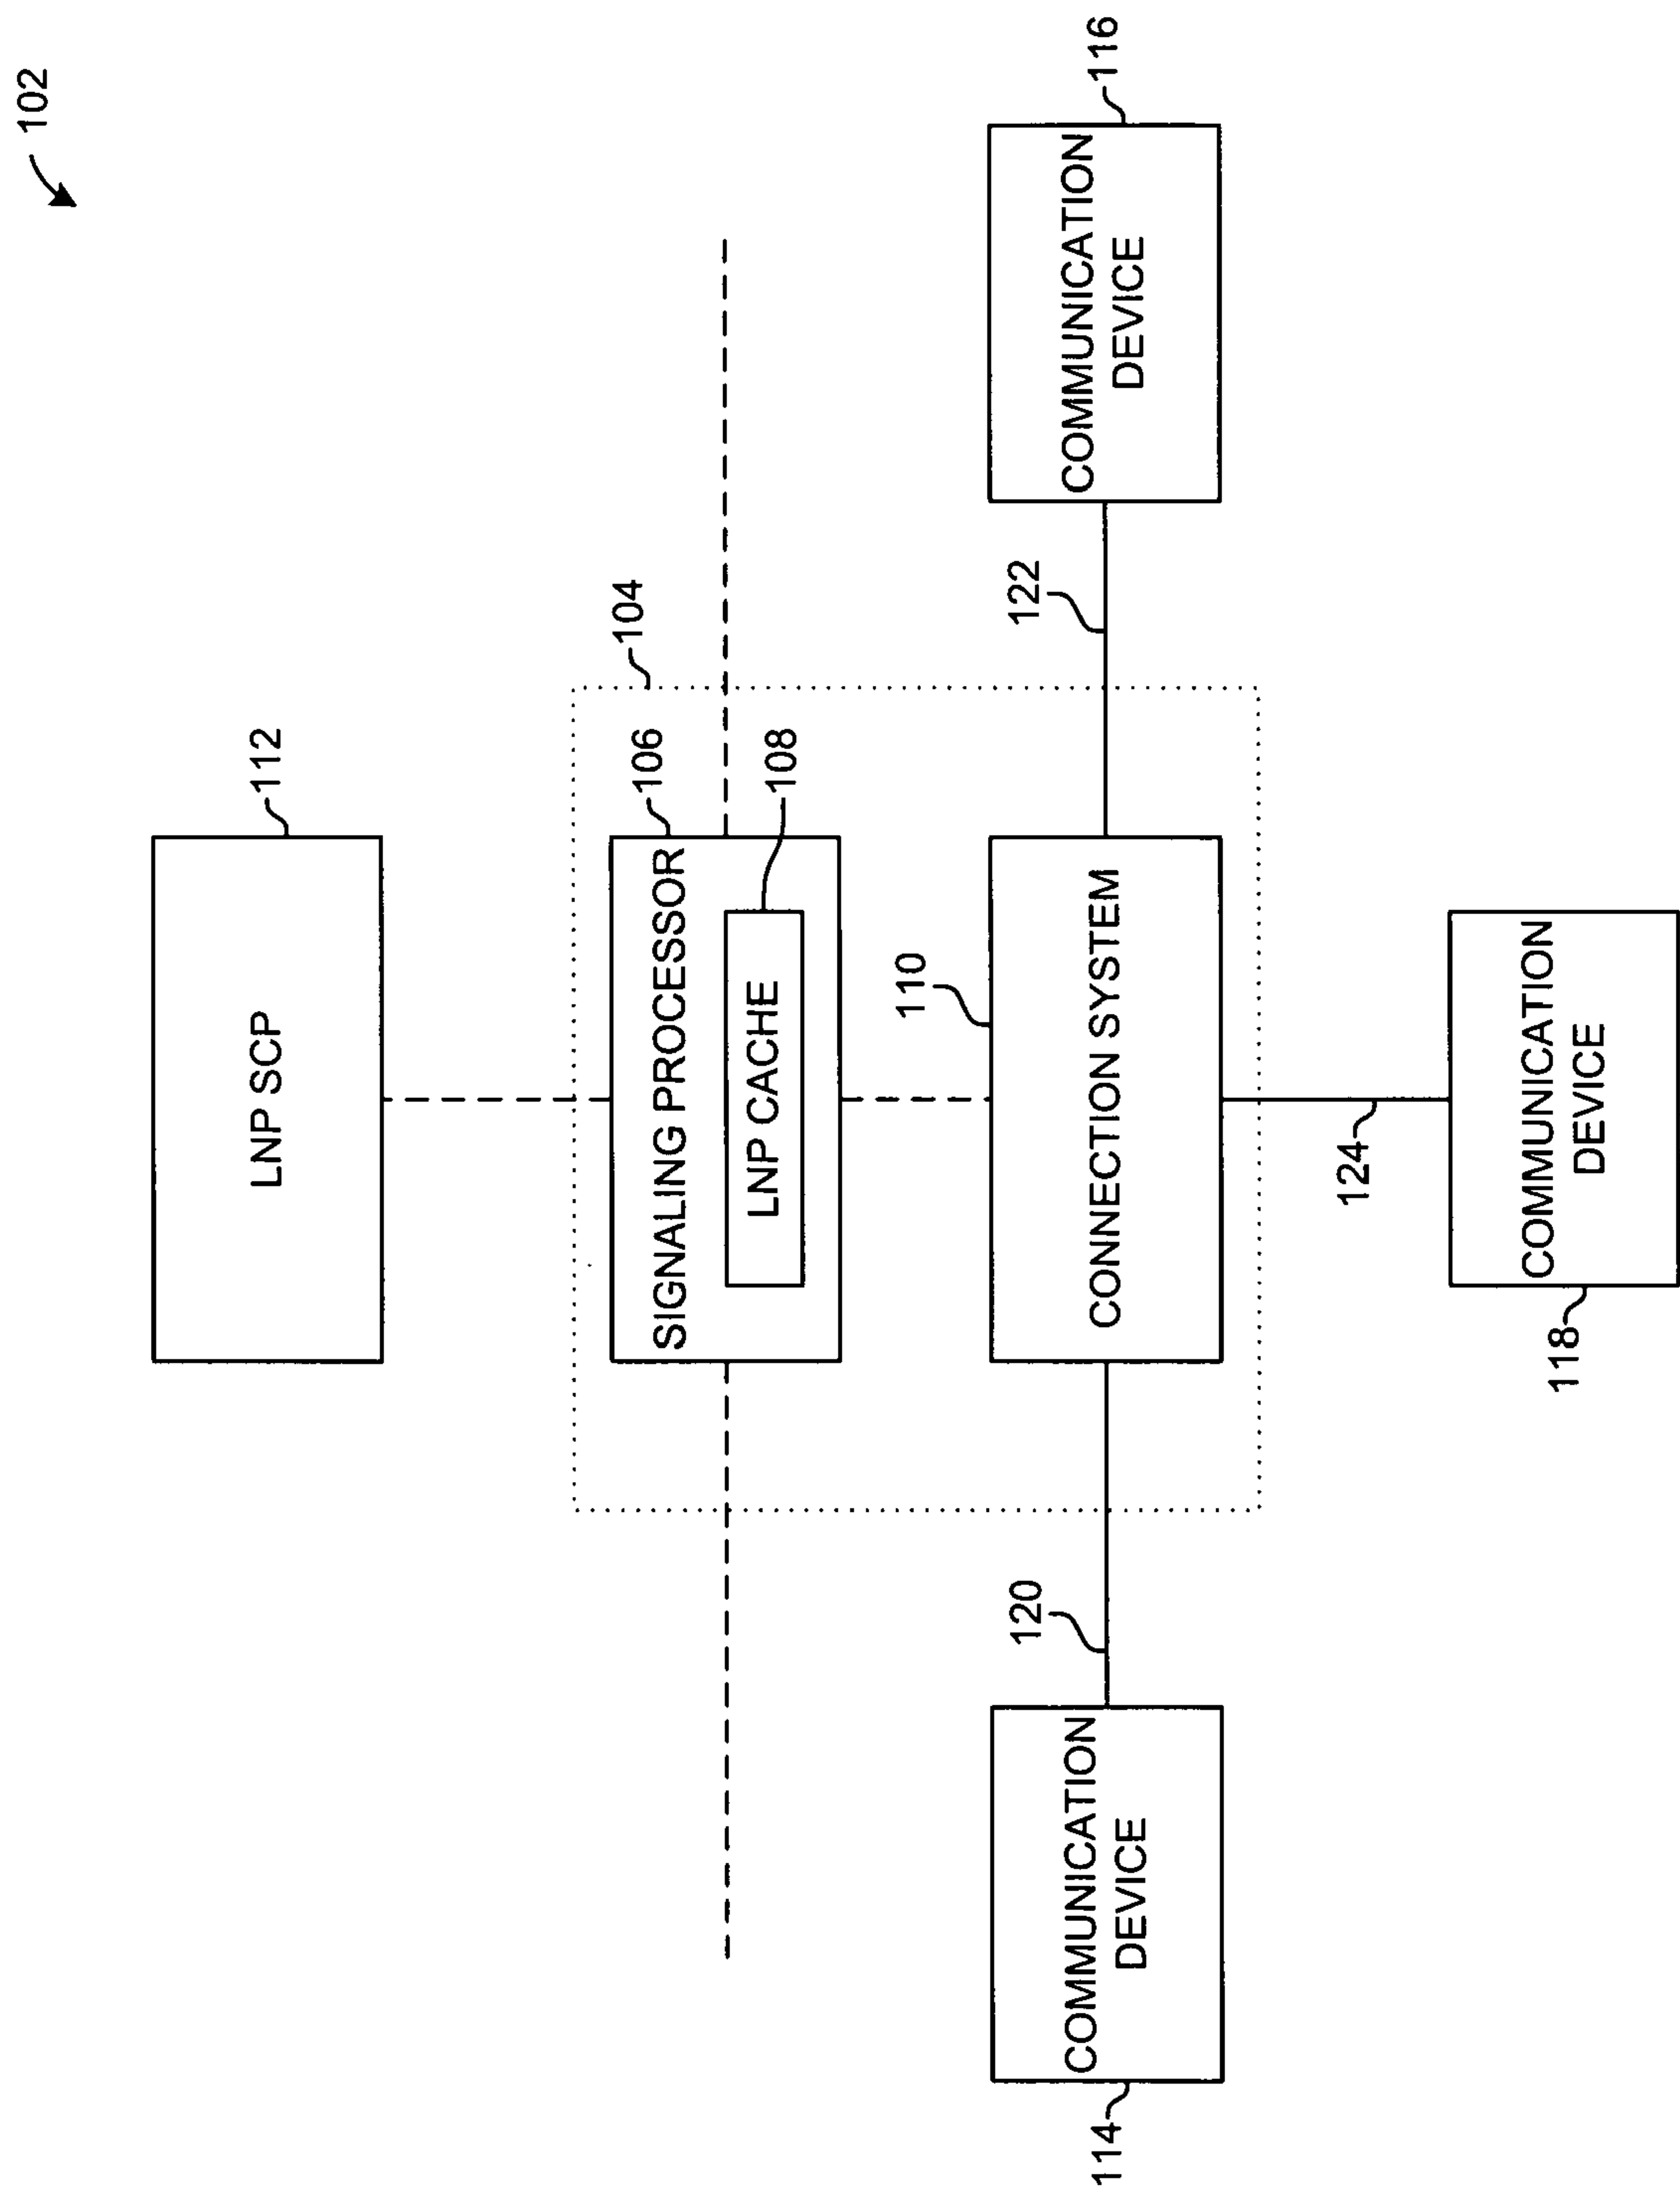 102
LNP SCP
112
104
SIGNALING PROCESSOR
106
LNP CACHE
108
110
CONNECTION SYSTEM
120
122
COMMUNICATION
DEVICE
114
COMMUNICATION
DEVICE
116
124
COMMUNICATION
DEVICE
118